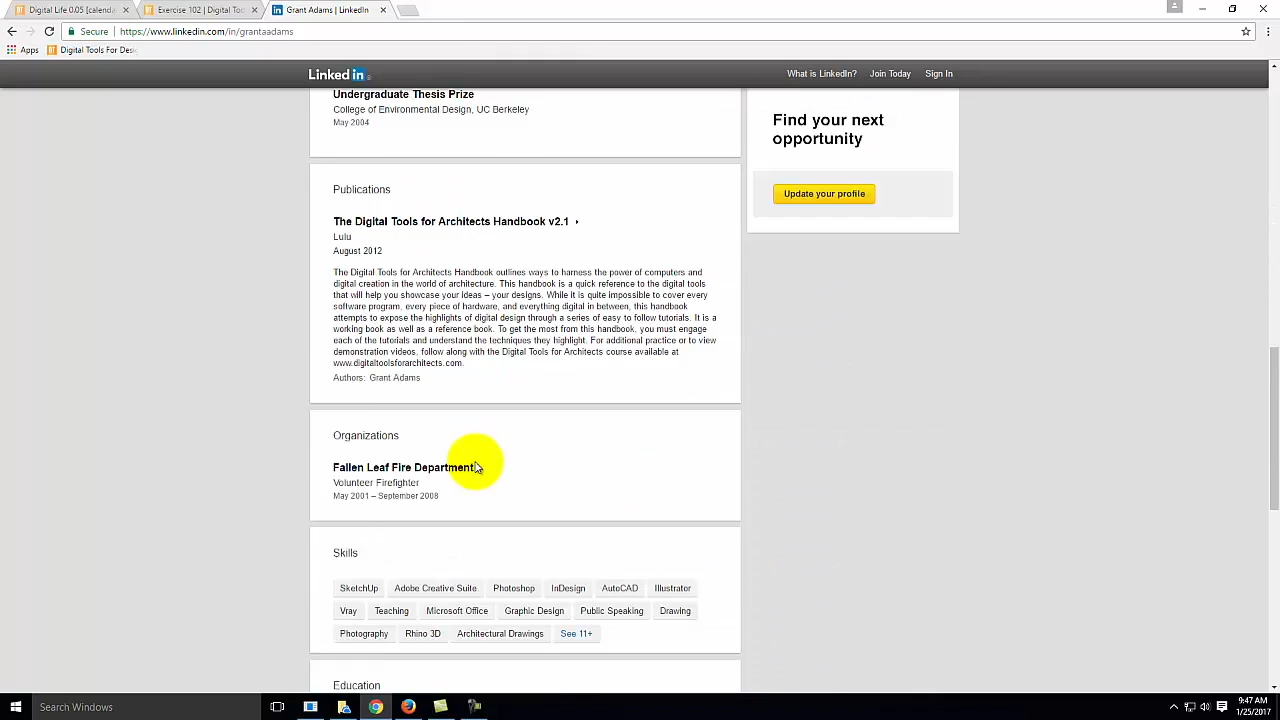 Digital Life 0.05 [calenda
Exercise 102 | Digital Too
Grant Adams | LinkedIn
Secure https://www.linkedin.com/in/grantaadams
Apps Digital Tools For Desig
Linked in
What is LinkedIn? Join Today Sign In
Undergraduate Thesis Prize
College of Environmental Design, UC Berkeley
May 2004
Find your next
opportunity
Update your profile
Publications
The Digital Tools for Architects Handbook v2.1
Lulu
August 2012
The Digital Tools for Architects Handbook outlines ways to harness the power of computers and
digital creation in the world of architecture. This handbook is a quick reference to the digital tools
that will help you showcase your ideas – your designs. While it is quite impossible to cover every
software program, every piece of hardware, and everything digital in between, this handbook
attempts to expose the highlights of digital design through a series of easy to follow tutorials. It is a
working book as well as a reference book. To get the most from this handbook, you must engage
each of the tutorials and understand the techniques they highlight. For additional practice or to view
demonstration videos, follow along with the Digital Tools for Architects course available at
www.digitaltoolsforarchitects.com.
Authors: Grant Adams
Organizations
Fallen Leaf Fire Department
Volunteer Firefighter
May 2001 – September 2008
Skills
SketchUp Adobe Creative Suite Photoshop InDesign AutoCAD Illustrator
Vray Teaching Microsoft Office Graphic Design Public Speaking Drawing
Photography Rhino 3D Architectural Drawings See 11+
Education
Search Windows
9:47 AM
1/25/2017